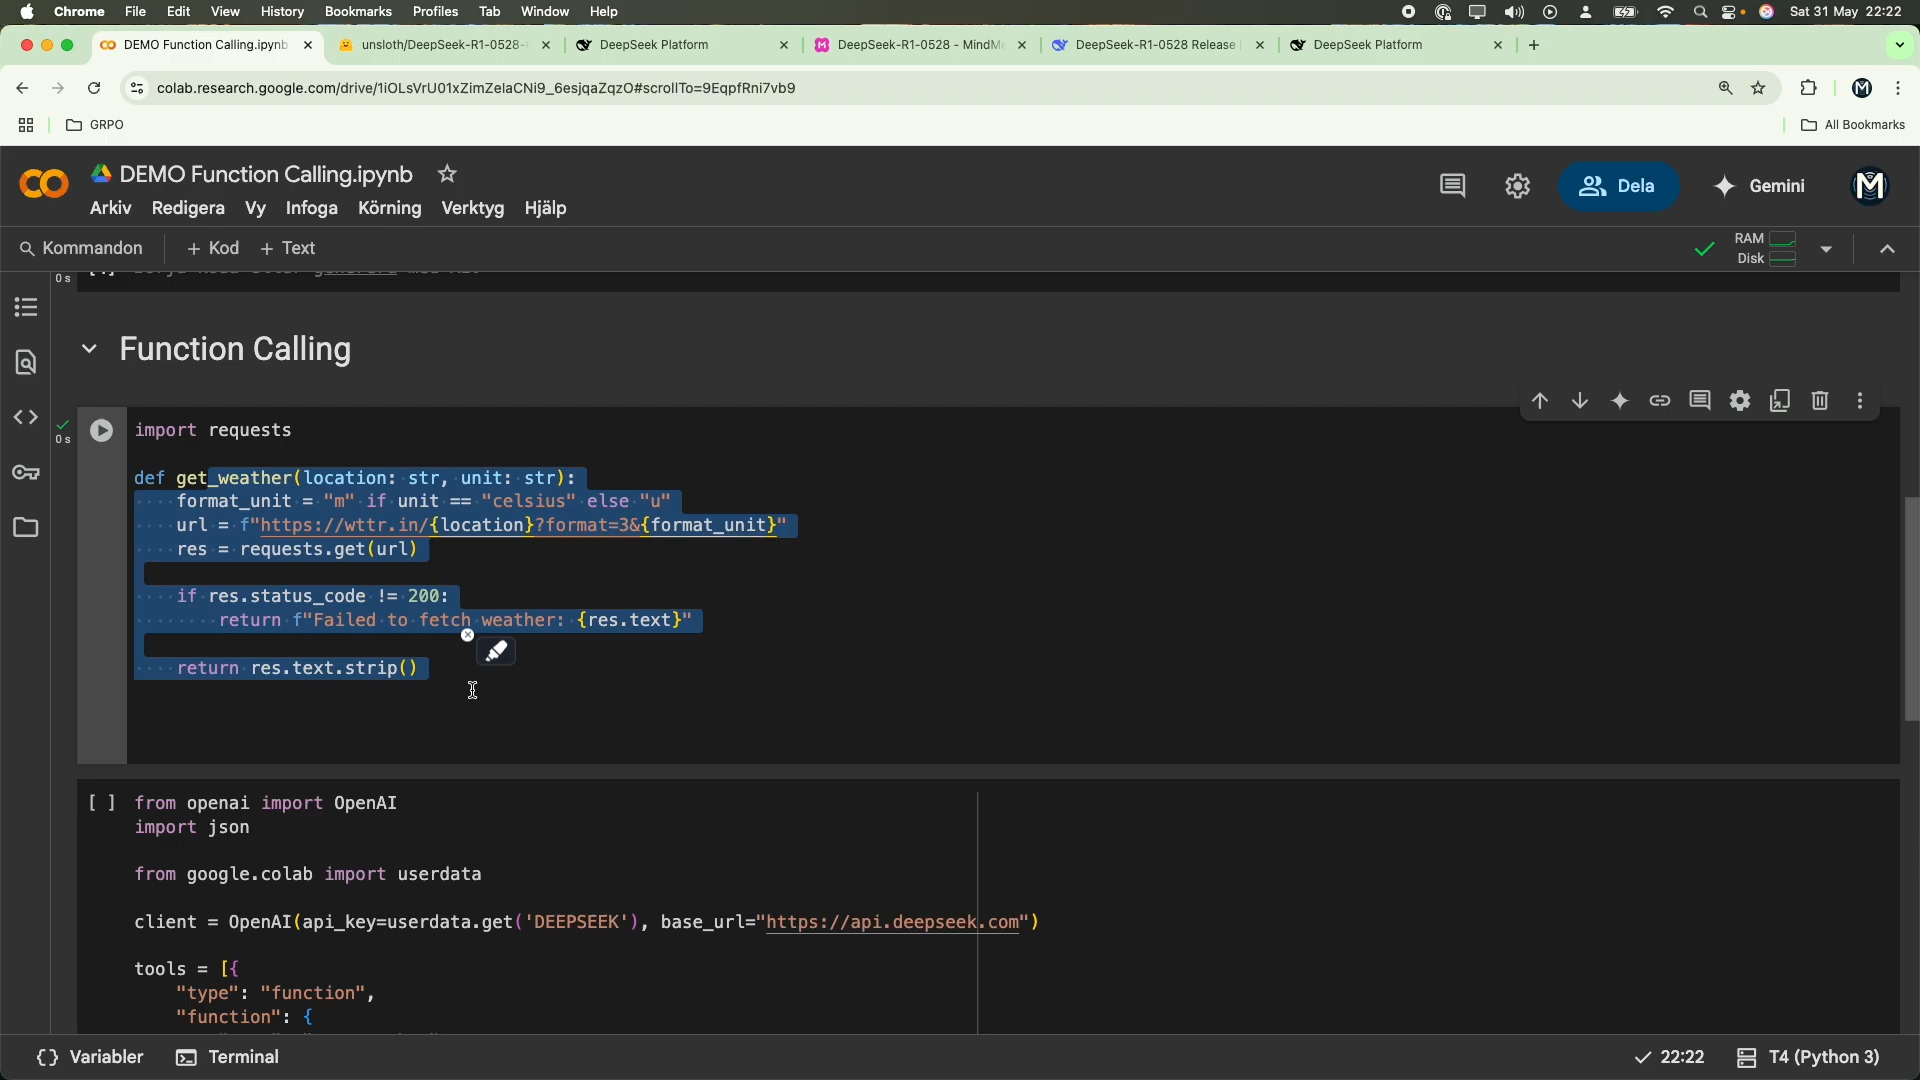 Chrome File Edit View History Bookmarks Profiles Tab Window Help Sat 31 May 22:22
DEMO Function Calling.ipynb unsloth/DeepSeek-R1-0528- DeepSeek Platform DeepSeek-R1-0528 - MindM DeepSeek-R1-0528 Release DeepSeek Platform
colab.research.google.com/drive/1iOLsVrU01xZimZelaCNi9_6esjqaZqzO#scrollTo=9EqpfRni7vb9
GRPO All Bookmarks
DEMO Function Calling.ipynb
Dela Gemini
Arkiv Redigera Vy Infoga Körning Verktyg Hjälp
Kommandon + Kod + Text RAM
Disk
0 s
Function Calling
0 s
import requests
def get_weather(location: str, unit: str):
format_unit = "m" if unit == "celsius" else "u"
url = f"https://wttr.in/{location}?format=3&{format_unit}"
res = requests.get(url)
if res.status_code != 200:
return f"Failed to fetch weather: {res.text}"
return res.text.strip()
[ ] from openai import OpenAI
import json
from google.colab import userdata
client = OpenAI(api_key=userdata.get('DEEPSEEK'), base_url="https://api.deepseek.com")
tools = [{
"type": "function",
"function": {
{} Variabler Terminal 22:22 T4 (Python 3)